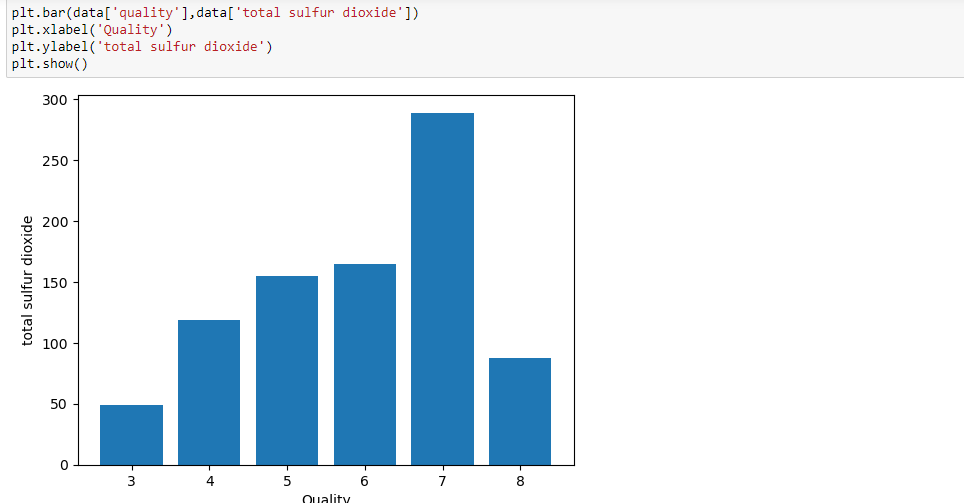 plt.bar(data['quality'],data['total sulfur dioxide'])
plt.xlabel('Quality')
plt.ylabel('total sulfur dioxide')
plt.show()
300
250
200
150
100
50
0
total sulfur dioxide
3 4 5 6 7 8
Quality